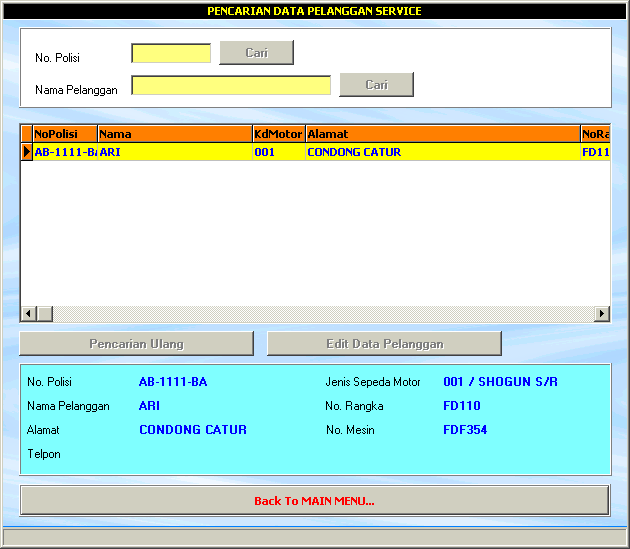 PENCARIAN DATA PELANGGAN SERVICE
No. Polisi Cari
Nama Pelanggan Cari
NoPolisi Nama KdMotor Alamat NoRa
AB-1111-BA ARI 001 CONDONG CATUR FD11
Pencarian Ulang Edit Data Pelanggan
No. Polisi AB-1111-BA Jenis Sepeda Motor 001 / SHOGUN S/R
Nama Pelanggan ARI No. Rangka FD110
Alamat CONDONG CATUR No. Mesin FDF354
Telpon
Back To MAIN MENU...